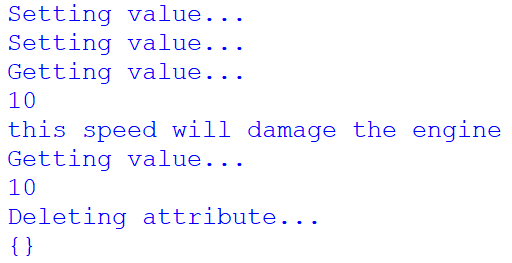 Setting value...
Setting value...
Getting value...
10
this speed will damage the engine
Getting value...
10
Deleting attribute...
{}